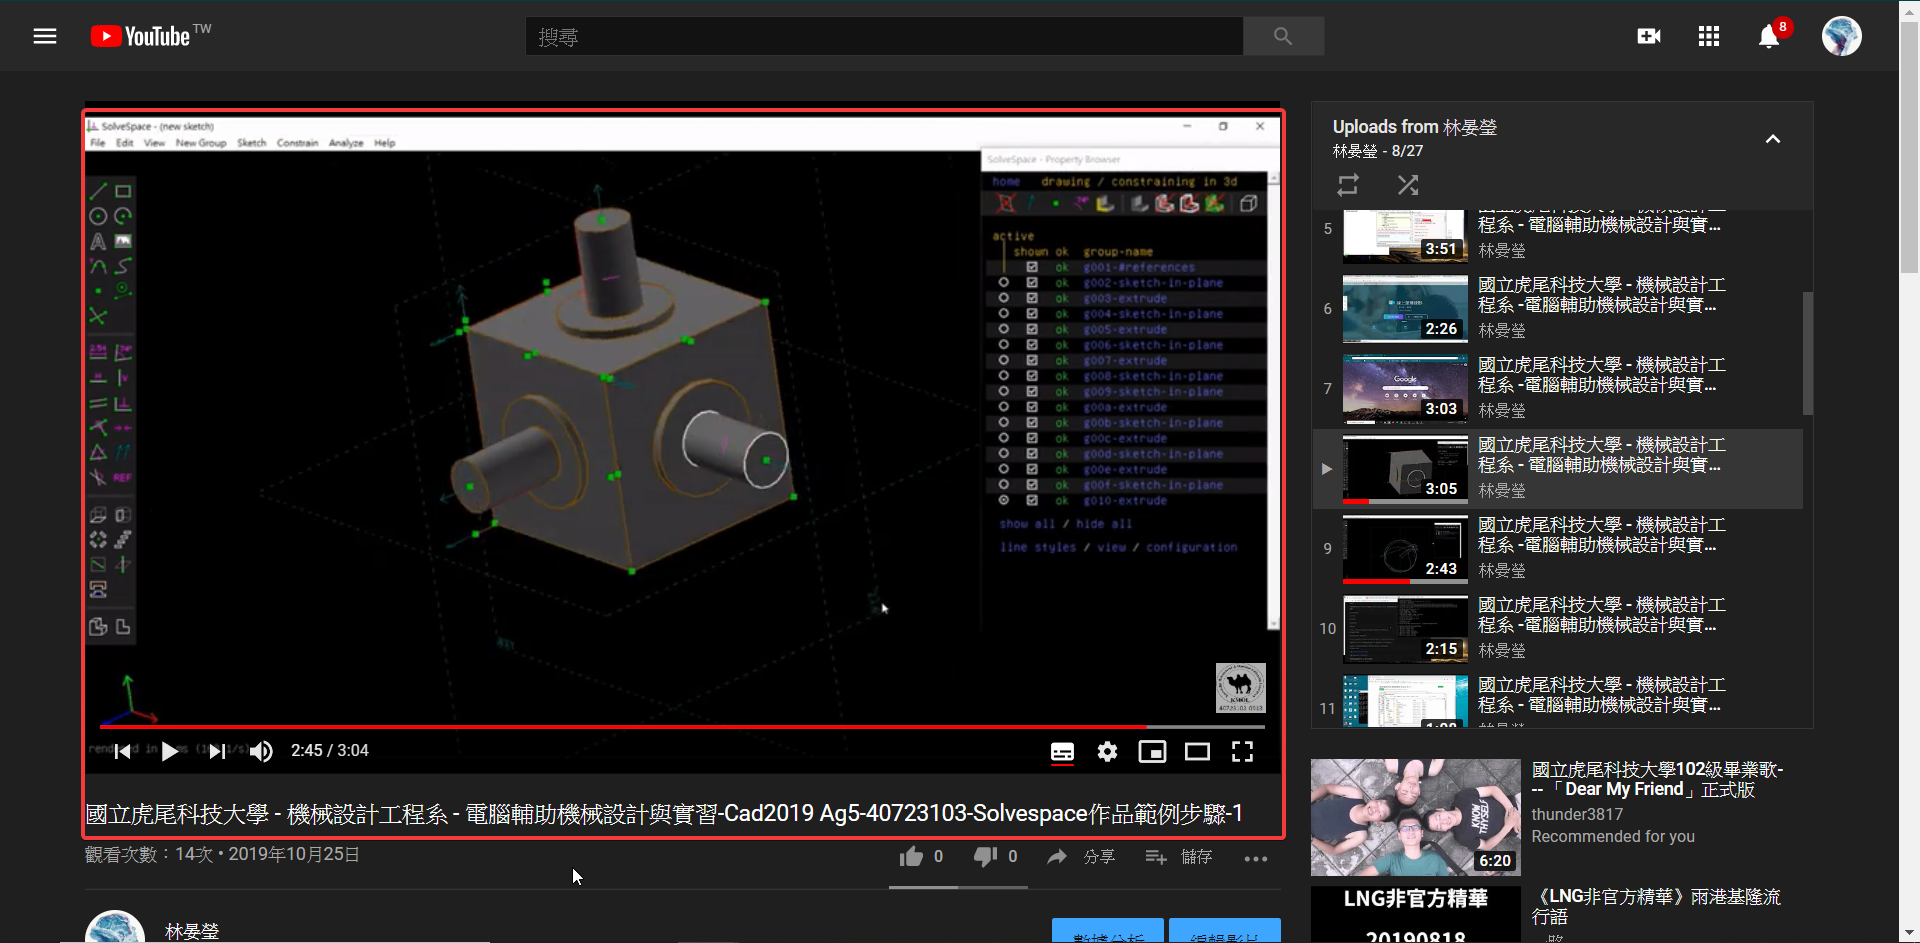 YouTube TW
搜尋
8
SolveSpace - (new sketch)
File Edit View New Group Sketch Constrain Analyze Help
SolveSpace - Property Browser
home drawing / constraining in 3d
active
shown ok group-name
ok g001-#references
ok g002-sketch-in-plane
ok g003-extrude
ok g004-sketch-in-plane
ok g005-extrude
ok g006-sketch-in-plane
ok g007-extrude
ok g008-sketch-in-plane
ok g009-sketch-in-plane
ok g00a-extrude
ok g00b-sketch-in-plane
ok g00c-extrude
ok g00d-sketch-in-plane
ok g00e-extrude
ok g00f-sketch-in-plane
ok g010-extrude
show all / hide all
line styles / view / configuration
REF
2:45 / 3:04
國立虎尾科技大學 - 機械設計工程系 - 電腦輔助機械設計與實習-Cad2019 Ag5-40723103-Solvespace作品範例步驟-1
觀看次數：14次 • 2019年10月25日
0 0 分享 儲存
林晏瑩
數據分析 編輯影片
Uploads from 林晏瑩
林晏瑩 - 8/27
5
程系 - 電腦輔助機械設計與實...
3:51
林晏瑩
6
國立虎尾科技大學 - 機械設計工
程系 -電腦輔助機械設計與實...
2:26
林晏瑩
7
國立虎尾科技大學 - 機械設計工
程系 -電腦輔助機械設計與實...
Google
3:03
林晏瑩
國立虎尾科技大學 - 機械設計工
程系 - 電腦輔助機械設計與實...
3:05
林晏瑩
9
國立虎尾科技大學 - 機械設計工
程系 -電腦輔助機械設計與實...
2:43
林晏瑩
10
國立虎尾科技大學 - 機械設計工
程系 -電腦輔助機械設計與實...
2:15
林晏瑩
11
國立虎尾科技大學 - 機械設計工
程系 - 電腦輔助機械設計與實...
國立虎尾科技大學102級畢業歌-
--「 Dear My Friend」正式版
thunder3817
Recommended for you
6:20
LNG非官方精華
20190818
《LNG非官方精華》雨港基隆流
行語